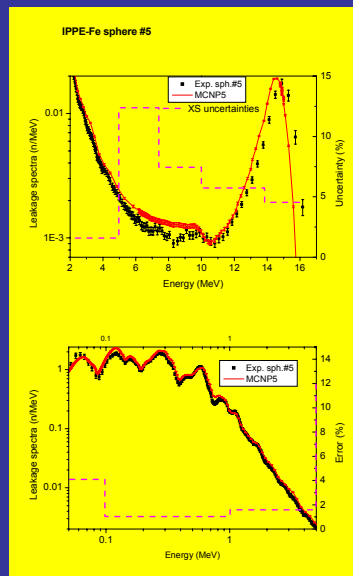 IPPE-Fe sphere #5
Exp. sph.#5
MCNP5
XS uncertainties
Leakage spectra (n/MeV)
0.01
1E-3
15
10
5
0
Uncertainty (%)
2 4 6 8 10 12 14 16 18
Energy (MeV)
0.1 1
Exp. sph.#5
MCNP5
Leakage spectra (n/MeV)
1
0.1
0.01
14
12
10
8
6
4
2
0
Error (%)
0.1 1
Energy (MeV)